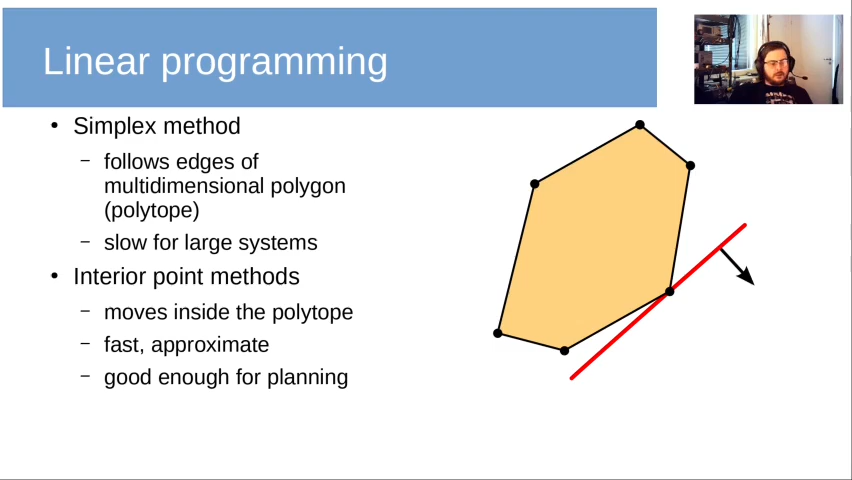 Linear programming
• Simplex method
– follows edges of
multidimensional polygon
(polytope)
– slow for large systems
• Interior point methods
– moves inside the polytope
– fast, approximate
– good enough for planning